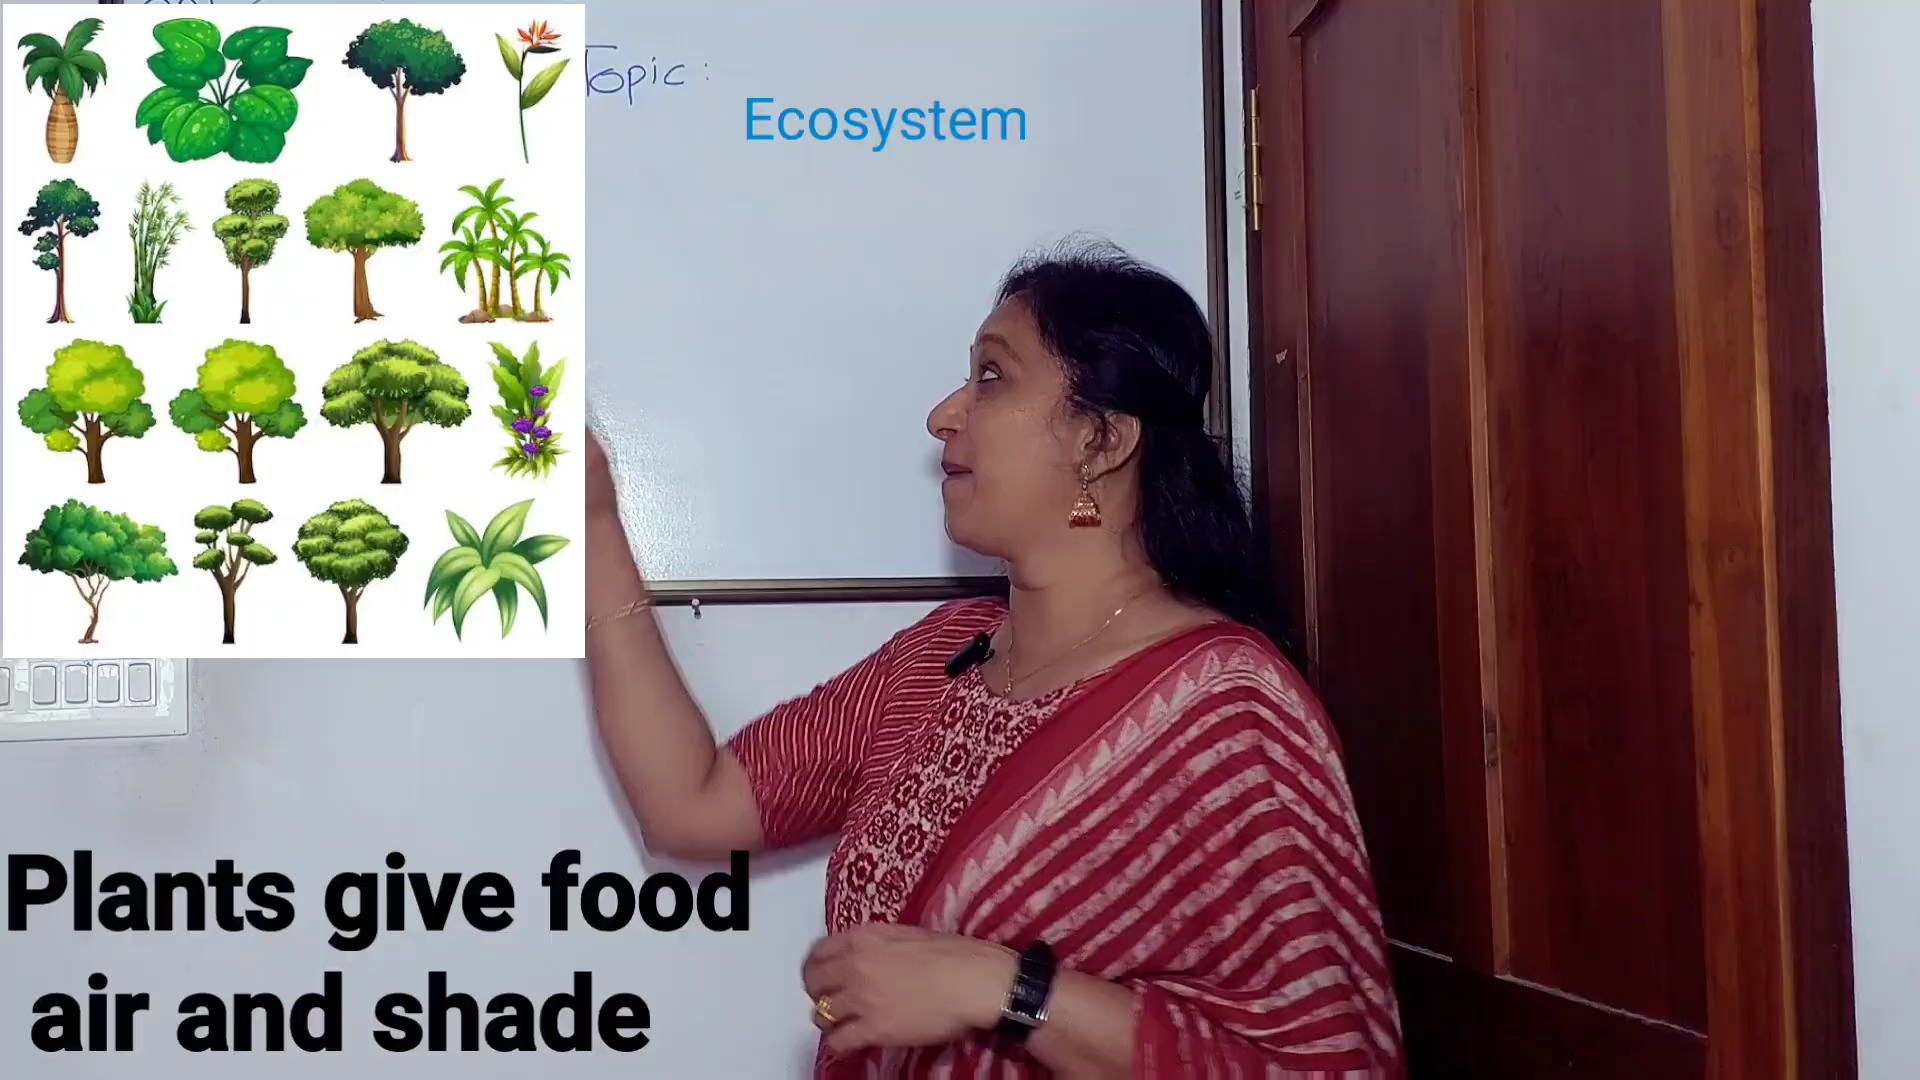 Topic :
Ecosystem
Plants give food
air and shade